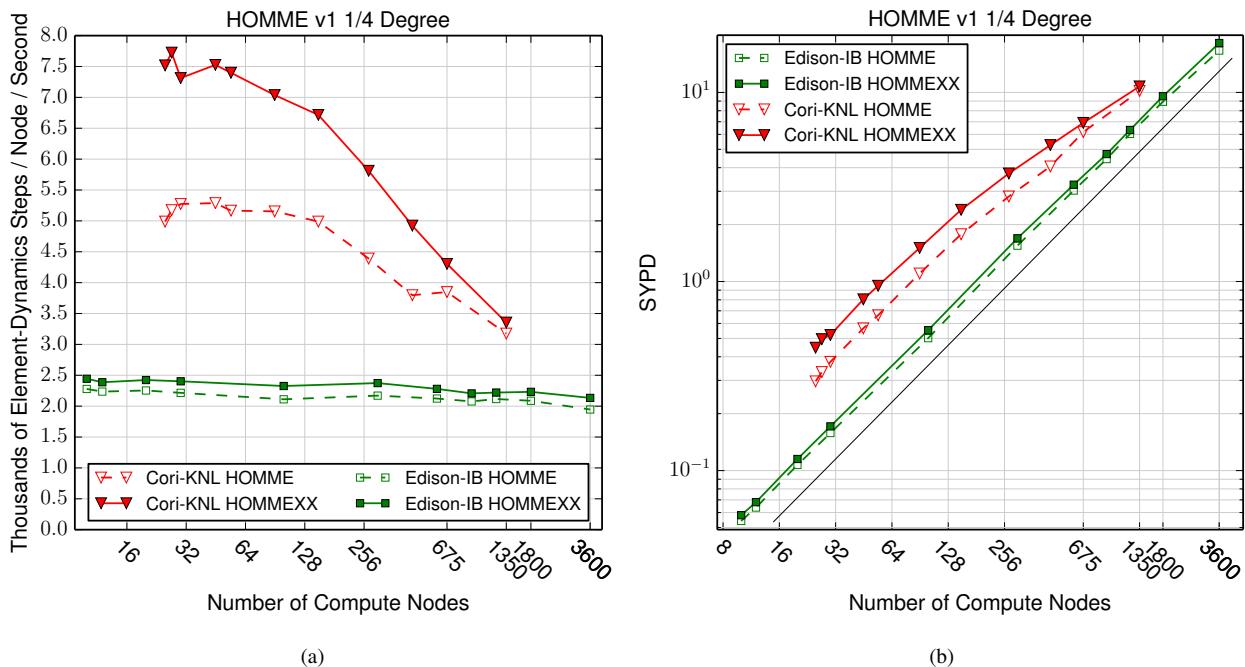 HOMME v1 1/4 Degree
Thousands of Element-Dynamics Steps / Node / Second
8.0
7.5
7.0
6.5
6.0
5.5
5.0
4.5
4.0
3.5
3.0
2.5
2.0
1.5
1.0
0.5
0.0
Cori-KNL HOMME
Cori-KNL HOMMEXX
Edison-IB HOMME
Edison-IB HOMMEXX
16
32
64
128
256
675
1350
1800
3600
Number of Compute Nodes
(a)
HOMME v1 1/4 Degree
SYPD
10^1
10^0
10^−1
Edison-IB HOMME
Edison-IB HOMMEXX
Cori-KNL HOMME
Cori-KNL HOMMEXX
8
16
32
64
128
256
675
1350
1800
3600
Number of Compute Nodes
(b)